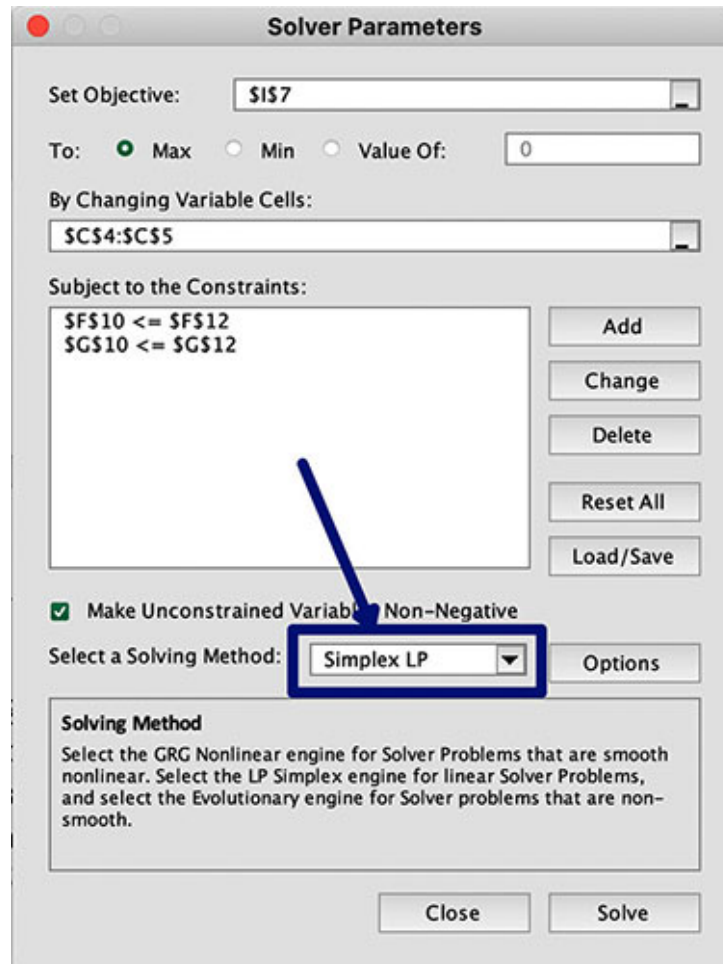 Solver Parameters
Set Objective: $I$7
To: Max Min Value Of: 0
By Changing Variable Cells:
$C$4:$C$5
Subject to the Constraints:
$F$10 <= $F$12
$G$10 <= $G$12
Add
Change
Delete
Reset All
Load/Save
Make Unconstrained Variable Non-Negative
Select a Solving Method: Simplex LP Options
Solving Method
Select the GRG Nonlinear engine for Solver Problems that are smooth
nonlinear. Select the LP Simplex engine for linear Solver Problems,
and select the Evolutionary engine for Solver problems that are non-
smooth.
Close Solve